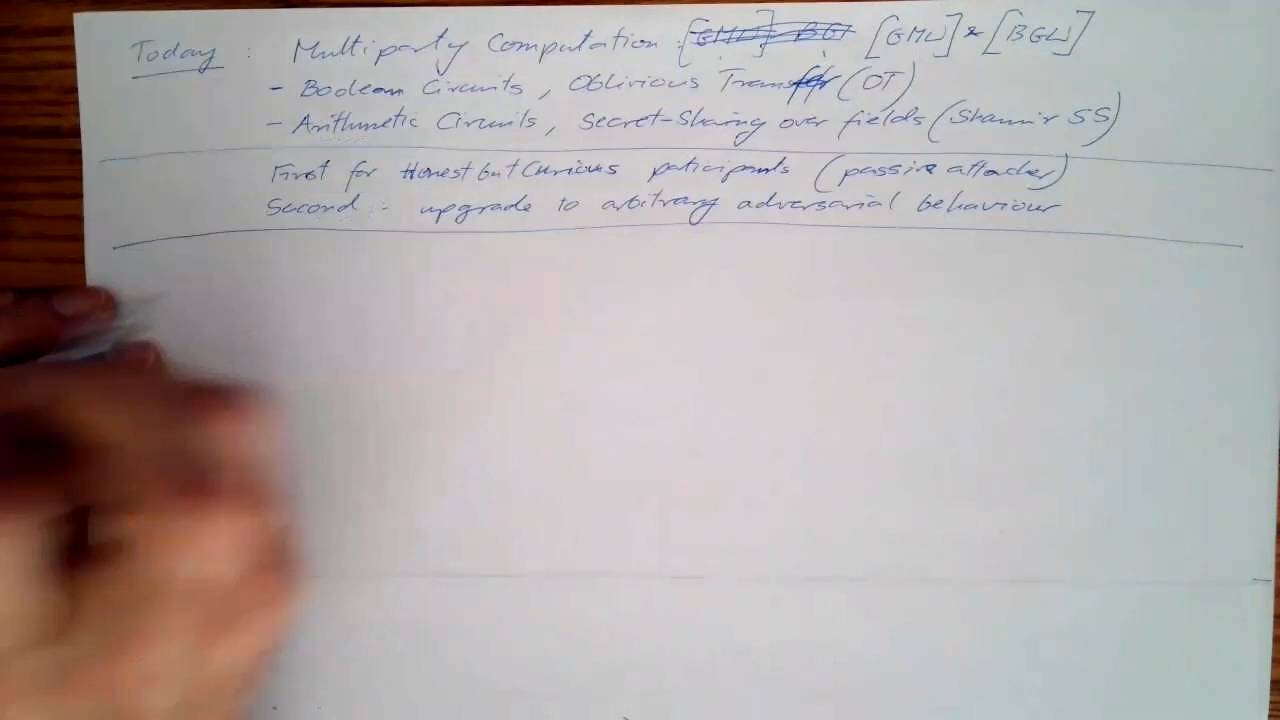 Today : Multiparty Computation : [GMW] & [BGW]
- Boolean Circuits, Oblivious Transfer (OT)
- Arithmetic Circuits, Secret-Sharing over fields (Shamir SS)
First for Honest but Curious participants (passive attacker)
Second :- upgrade to arbitrary adversarial behaviour